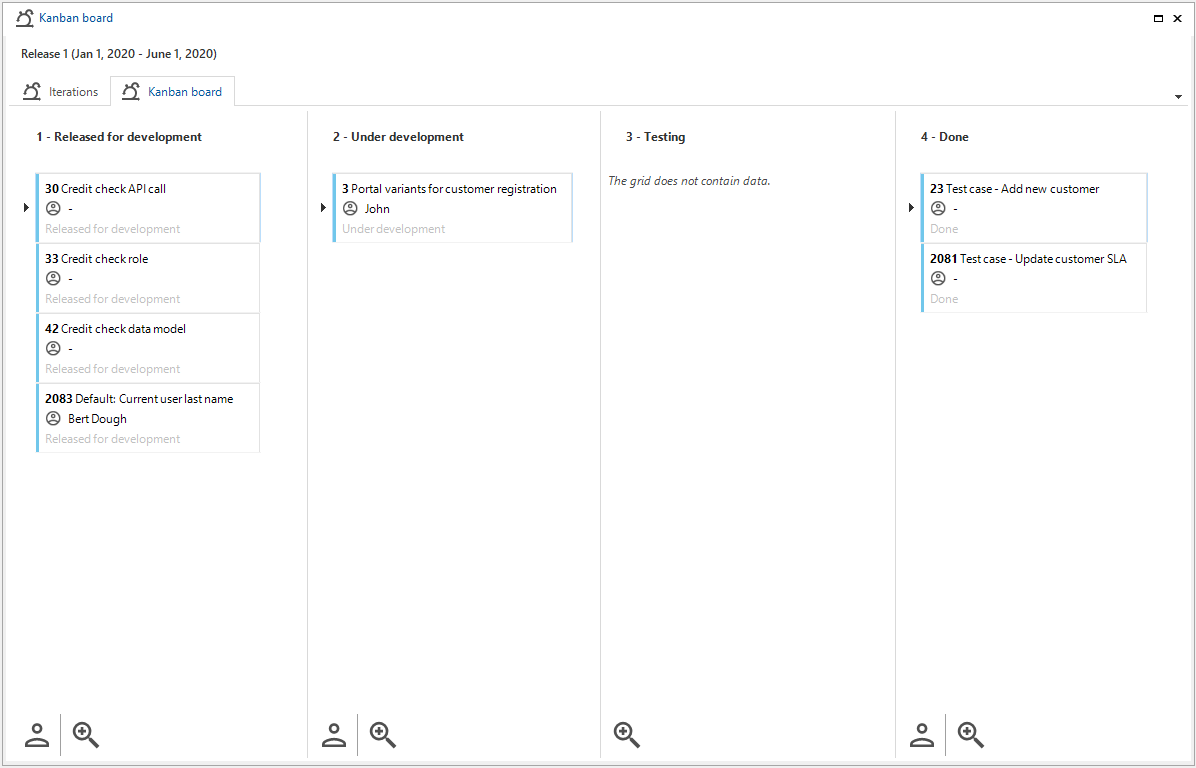 Kanban board
Release 1 (Jan 1, 2020 - June 1, 2020)
Iterations
Kanban board
1 - Released for development
30 Credit check API call
-
Released for development
33 Credit check role
-
Released for development
42 Credit check data model
-
Released for development
2083 Default: Current user last name
Bert Dough
Released for development
2 - Under development
3 Portal variants for customer registration
John
Under development
3 - Testing
The grid does not contain data.
4 - Done
23 Test case - Add new customer
-
Done
2081 Test case - Update customer SLA
-
Done